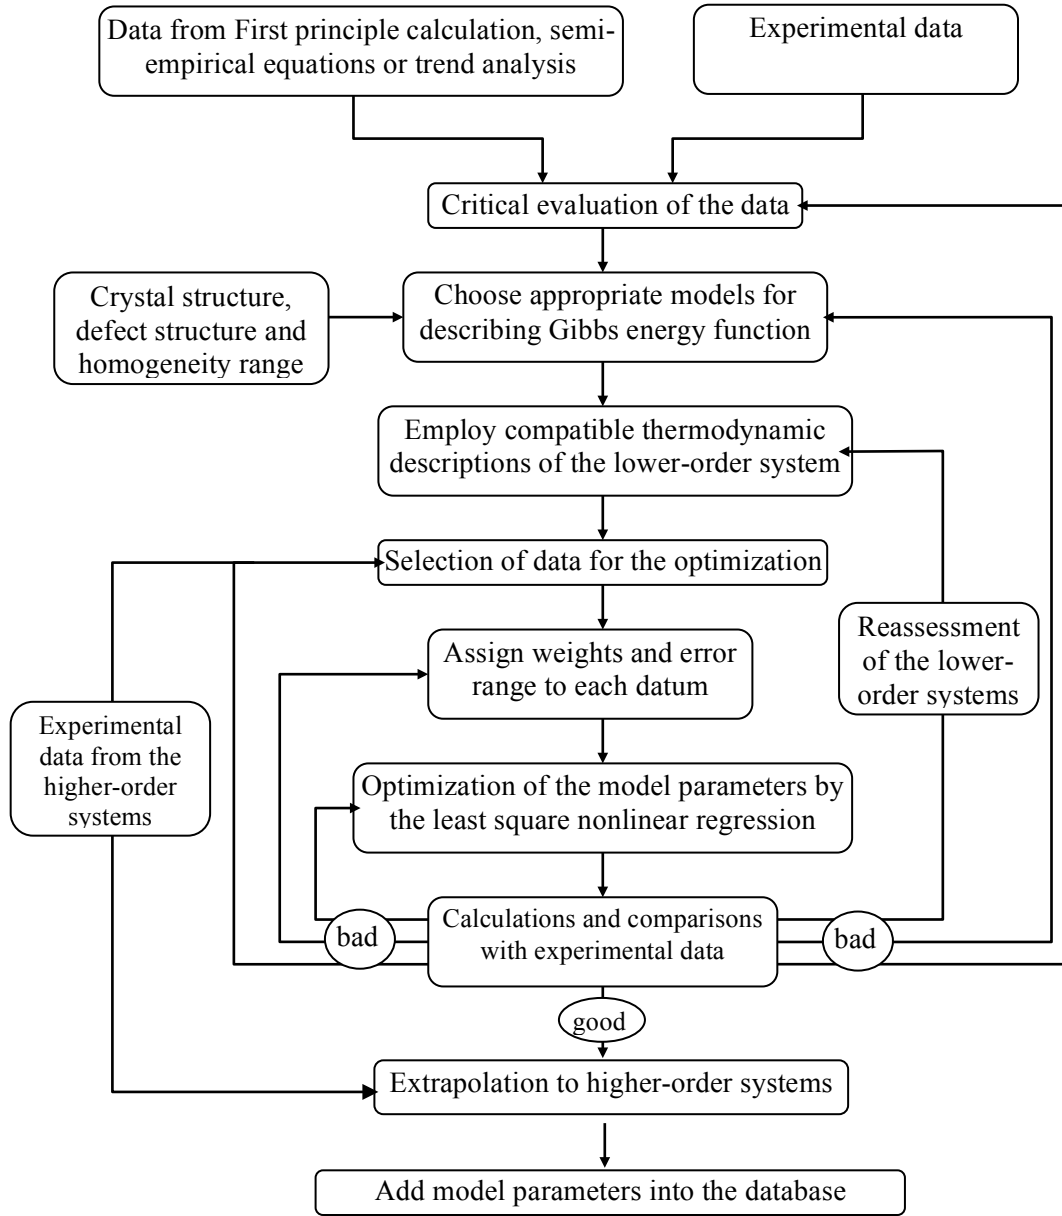 Data from First principle calculation, semi-
empirical equations or trend analysis
Experimental data
Critical evaluation of the data
Crystal structure,
defect structure and
homogeneity range
Choose appropriate models for
describing Gibbs energy function
Employ compatible thermodynamic
descriptions of the lower-order system
Selection of data for the optimization
Reassessment
of the lower-
order systems
Assign weights and error
range to each datum
Experimental
data from the
higher-order
systems
Optimization of the model parameters by
the least square nonlinear regression
Calculations and comparisons
with experimental data
bad
bad
good
Extrapolation to higher-order systems
Add model parameters into the database